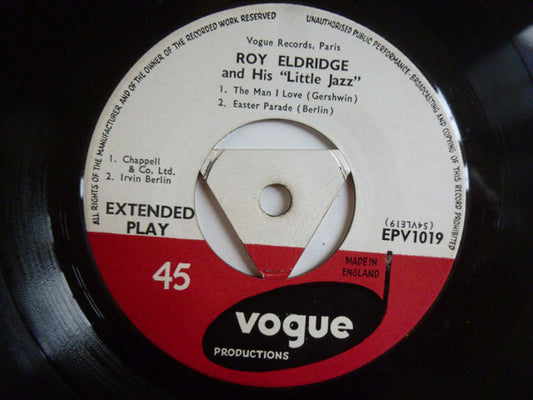 ALL RIGHTS OF THE MANUFACTURER AND OF THE OWNER OF THE RECORDED WORK RESERVED
UNAUTHORISED PUBLIC PERFORMANCE, BROADCASTING AND COPYING OF THIS RECORD PROHIBITED
Vogue Records, Paris
ROY ELDRIDGE
and His "Little Jazz"
1. The Man I Love (Gershwin)
2. Easter Parade (Berlin)
1. Chappell
& Co. Ltd.
2. Irvin Berlin
EXTENDED
PLAY
(54VLE19)
EPV1019
45
MADE IN
ENGLAND
vogue
PRODUCTIONS